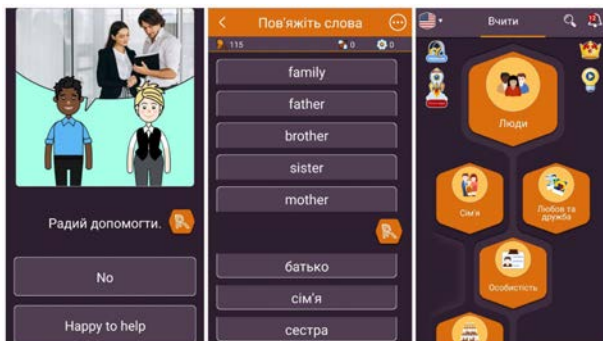 Радий допомогти.
No
Happy to help
Пов'яжіть слова
115
0
0
family
father
brother
sister
mother
батько
сім'я
сестра
Вчити
Люди
Сім'я
Любов та
дружба
Особистість